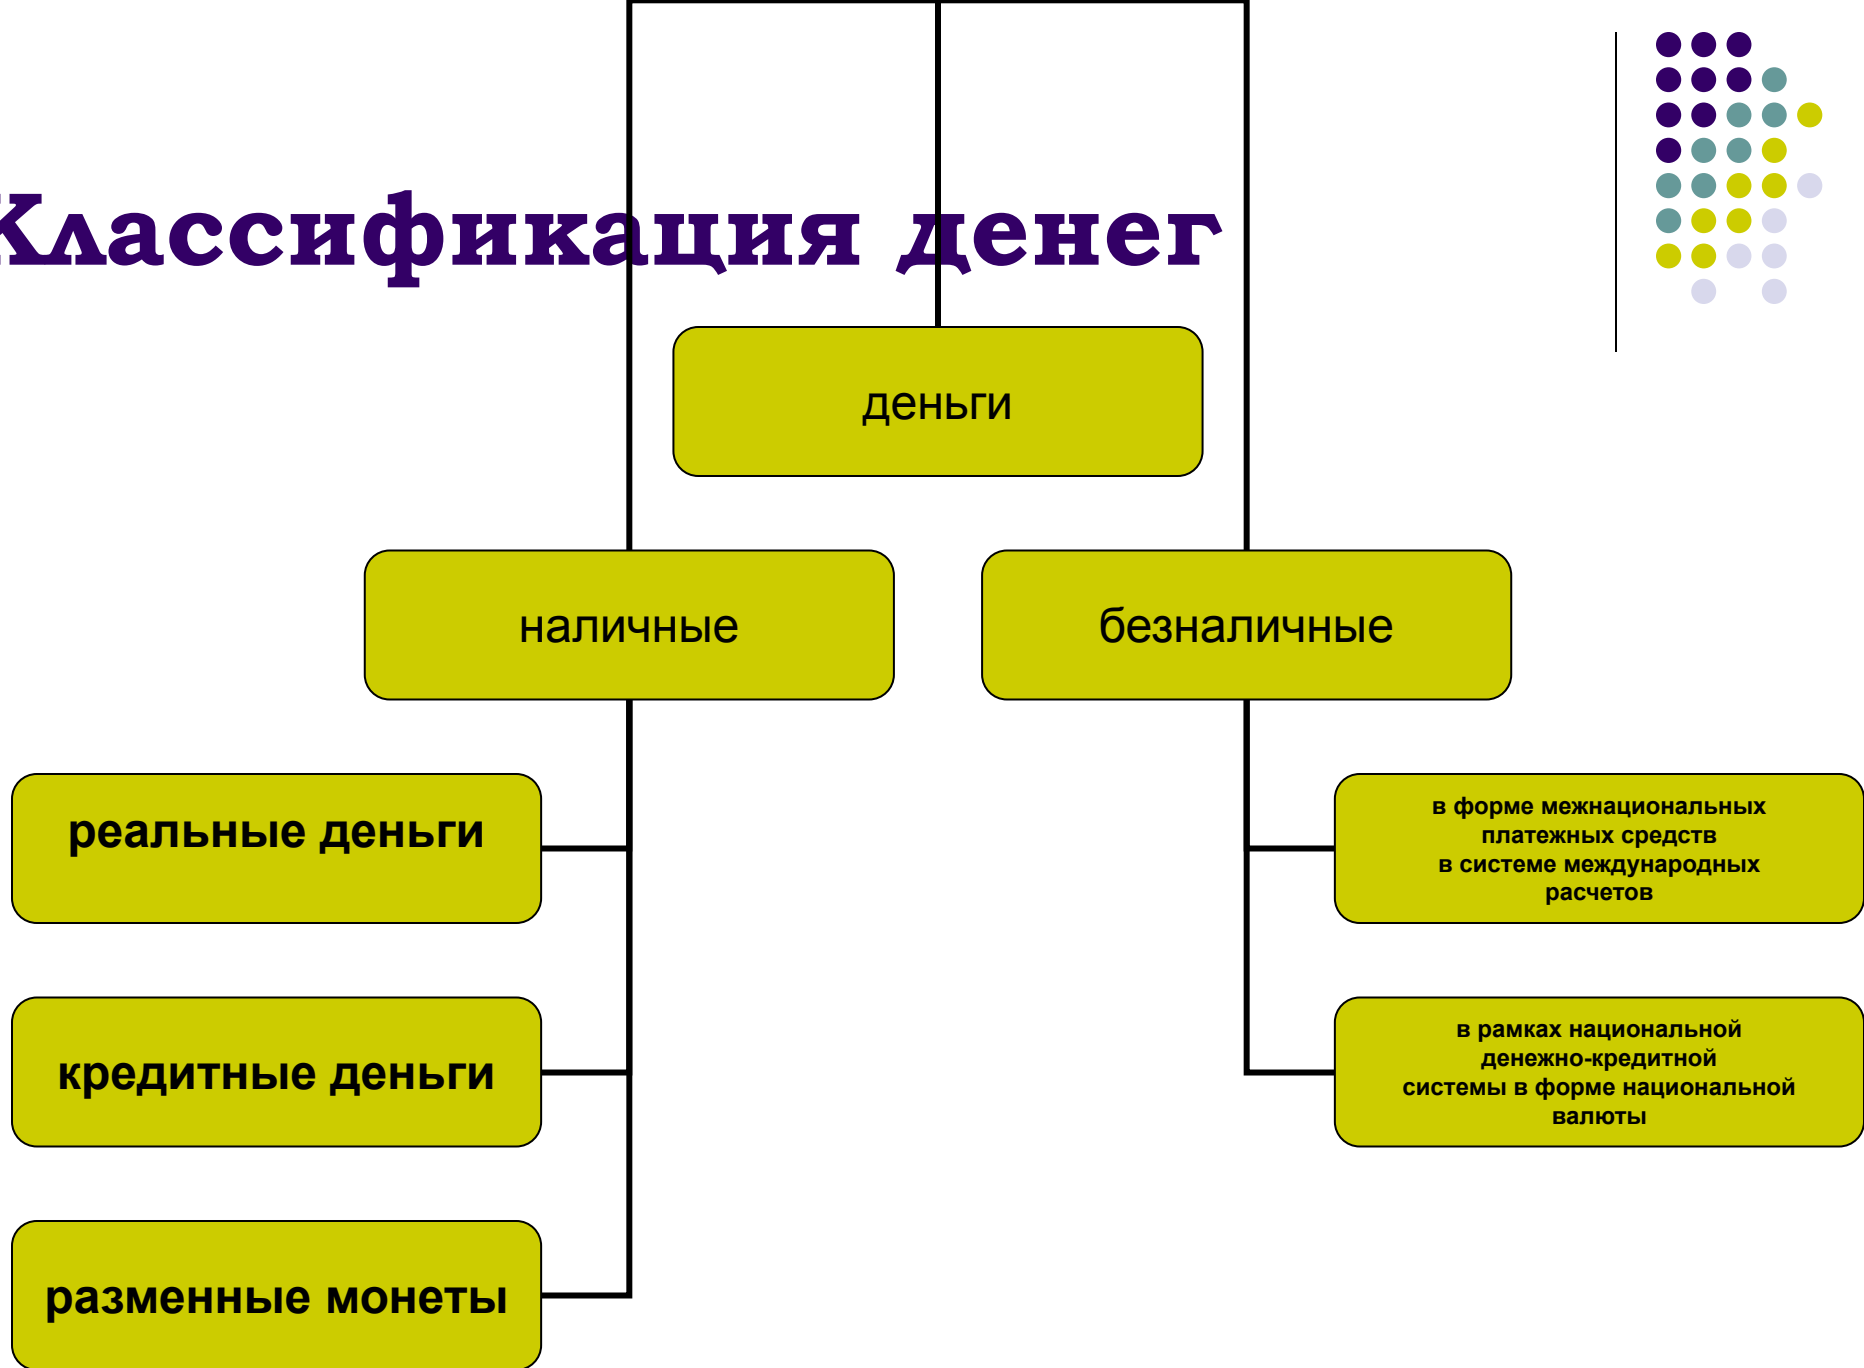 Классификация денег
деньги
наличные
безналичные
реальные деньги
кредитные деньги
разменные монеты
в форме межнациональных
платежных средств
в системе международных
расчетов
в рамках национальной
денежно-кредитной
системы в форме национальной
валюты